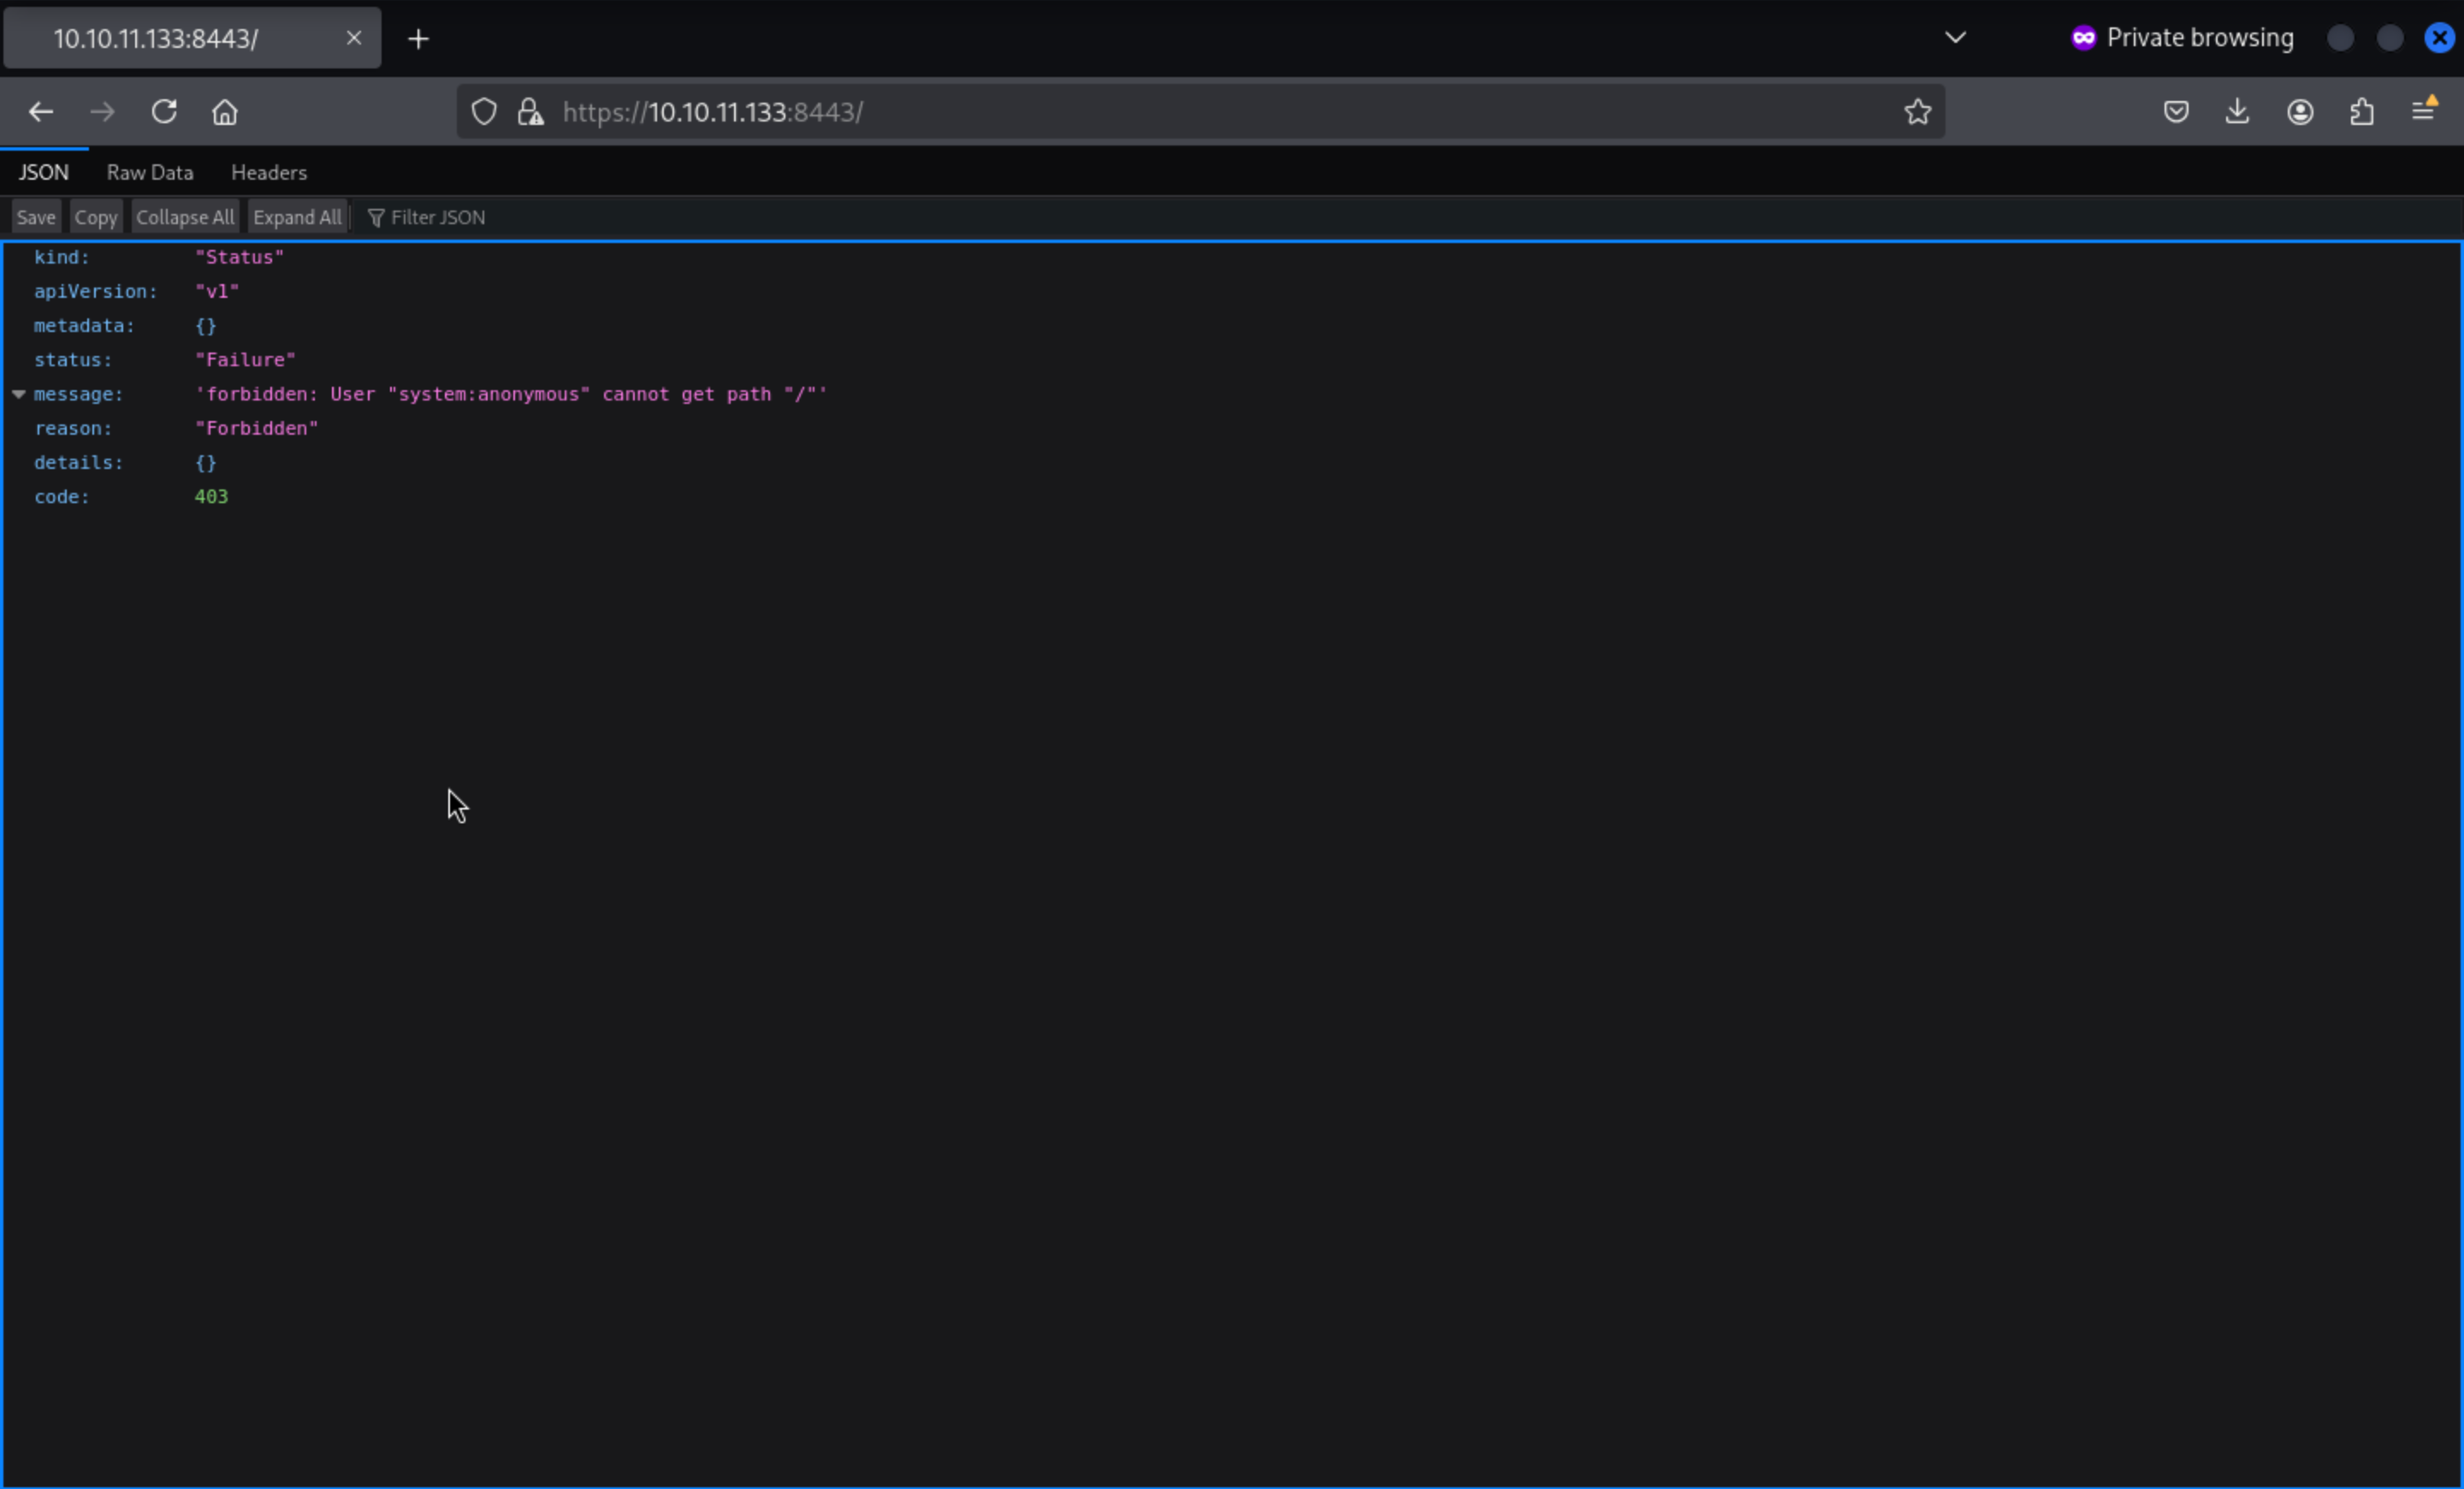 10.10.11.133:8443/
Private browsing
https://10.10.11.133:8443/
JSON Raw Data Headers
Save Copy Collapse All Expand All Filter JSON
kind: "Status"
apiVersion: "v1"
metadata: {}
status: "Failure"
message: 'forbidden: User "system:anonymous" cannot get path "/"'
reason: "Forbidden"
details: {}
code: 403